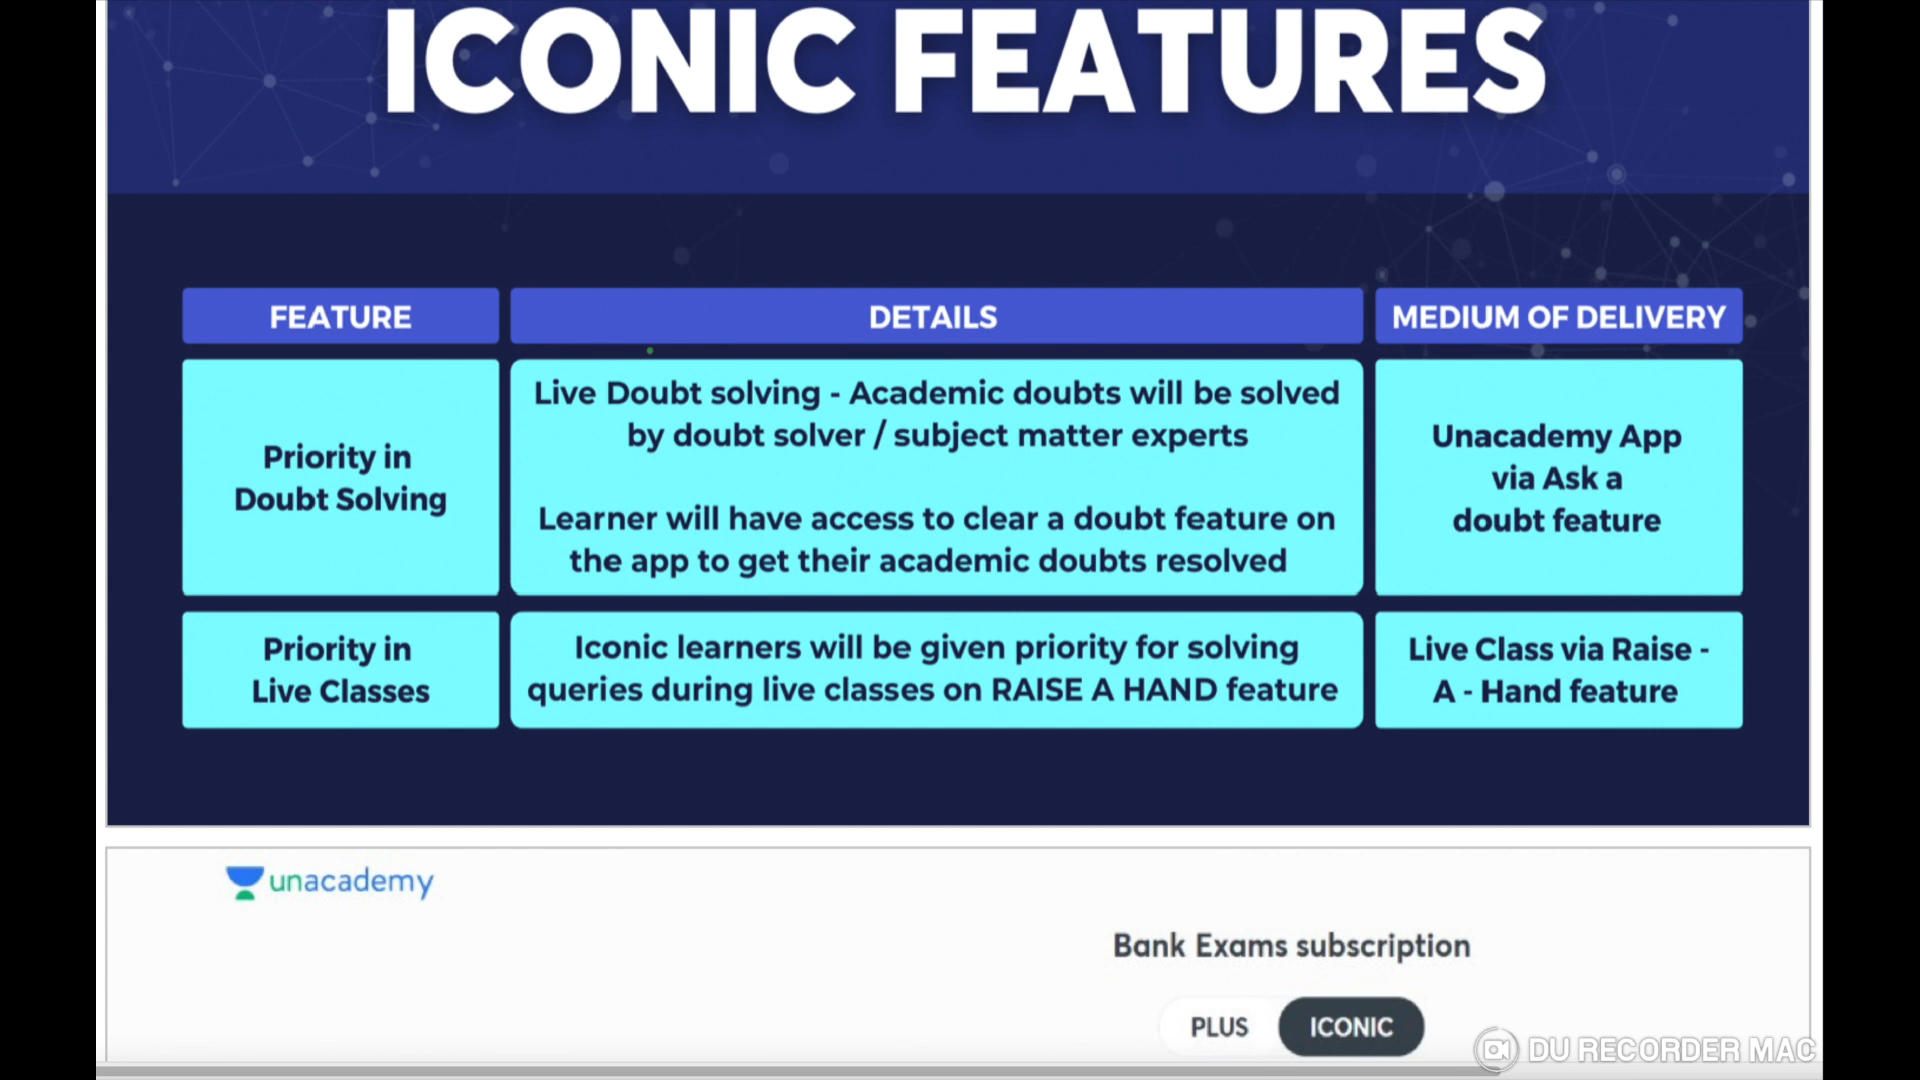 ICONIC FEATURES
FEATURE
DETAILS
MEDIUM OF DELIVERY
Priority in
Doubt Solving
Live Doubt solving - Academic doubts will be solved
by doubt solver / subject matter experts
Learner will have access to clear a doubt feature on
the app to get their academic doubts resolved
Unacademy App
via Ask a
doubt feature
Priority in
Live Classes
Iconic learners will be given priority for solving
queries during live classes on RAISE A HAND feature
Live Class via Raise -
A - Hand feature
unacademy
Bank Exams subscription
PLUS
ICONIC
DU RECORDER MAC